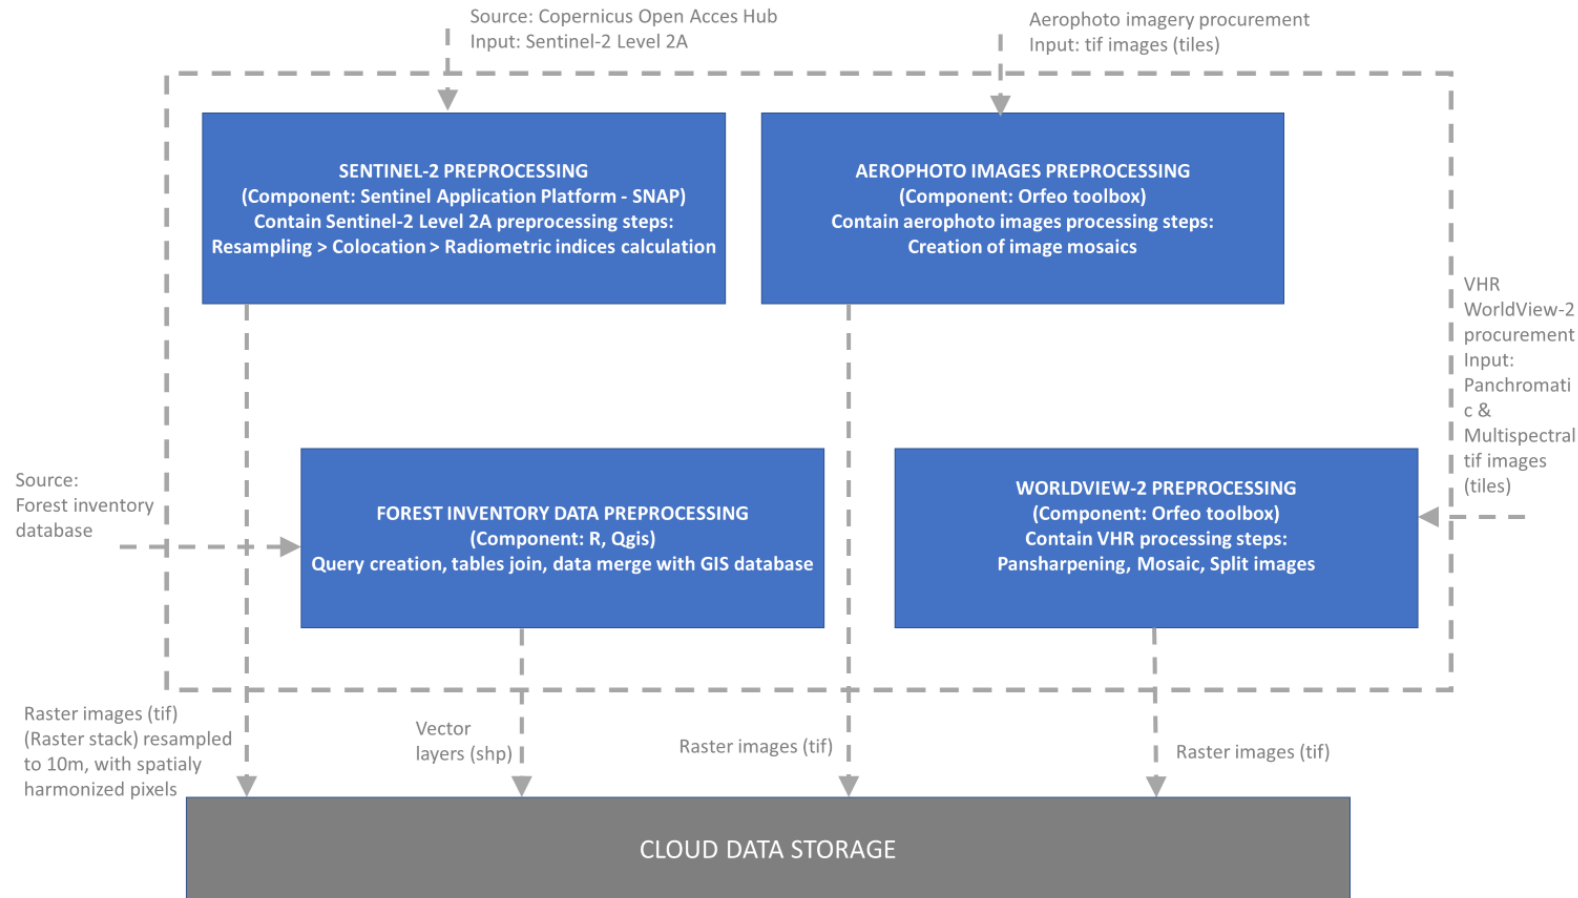 Source: Copernicus Open Acces Hub
Input: Sentinel-2 Level 2A
Aerophoto imagery procurement
Input: tif images (tiles)
SENTINEL-2 PREPROCESSING
(Component: Sentinel Application Platform - SNAP)
Contain Sentinel-2 Level 2A preprocessing steps:
Resampling > Colocation > Radiometric indices calculation
AEROPHOTO IMAGES PREPROCESSING
(Component: Orfeo toolbox)
Contain aerophoto images processing steps:
Creation of image mosaics
VHR
WorldView-2
procurement
Input:
Panchromati
c &
Multispectral
tif images
(tiles)
Source:
Forest inventory
database
FOREST INVENTORY DATA PREPROCESSING
(Component: R, Qgis)
Query creation, tables join, data merge with GIS database
WORLDVIEW-2 PREPROCESSING
(Component: Orfeo toolbox)
Contain VHR processing steps:
Pansharpening, Mosaic, Split images
Raster images (tif)
(Raster stack) resampled
to 10m, with spatialy
harmonized pixels
Vector
layers (shp)
Raster images (tif)
Raster images (tif)
CLOUD DATA STORAGE